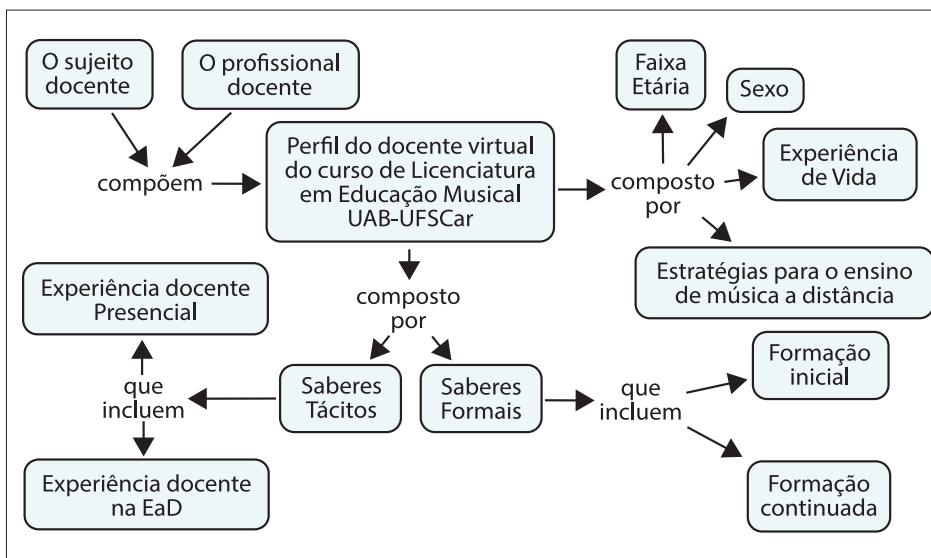 O sujeito
docente
O profissional
docente
compõem
Perfil do docente virtual
do curso de Licenciatura
em Educação Musical
UAB-UFSCar
composto
por
Faixa
Etária
Sexo
Experiência
de Vida
Estratégias para o ensino
de música a distância
composto
por
Saberes
Tácitos
Saberes
Formais
que
incluem
Experiência docente
Presencial
Experiência docente
na EaD
que
incluem
Formação
inicial
Formação
continuada